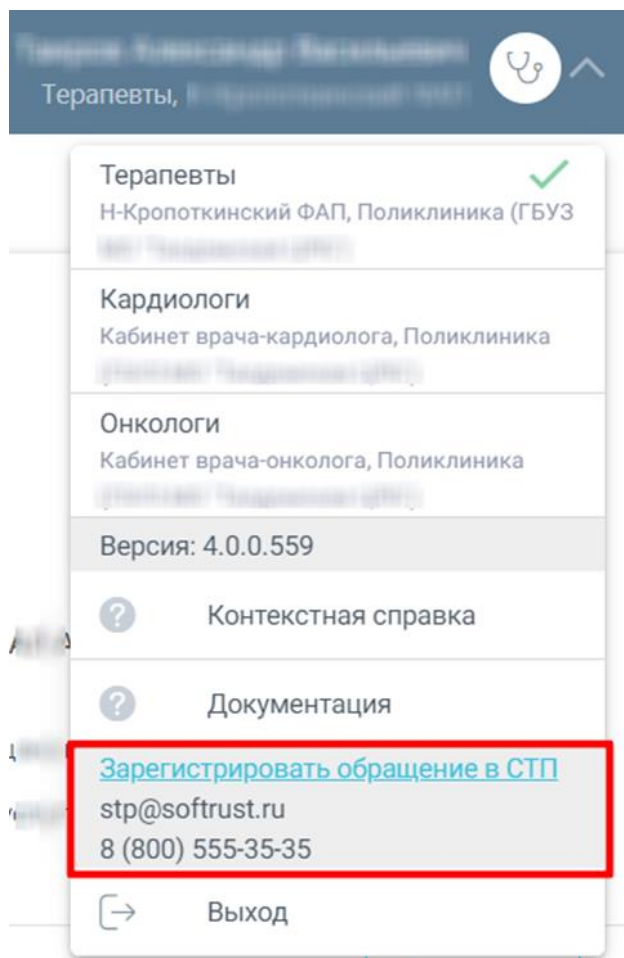 Терапевты,
Терапевты
Н-Кропоткинский ФАП, Поликлиника (ГБУЗ
Кардиологи
Кабинет врача-кардиолога, Поликлиника
Онкологи
Кабинет врача-онколога, Поликлиника
Версия: 4.0.0.559
Контекстная справка
Документация
Зарегистрировать обращение в СТП
stp@softrust.ru
8 (800) 555-35-35
Выход